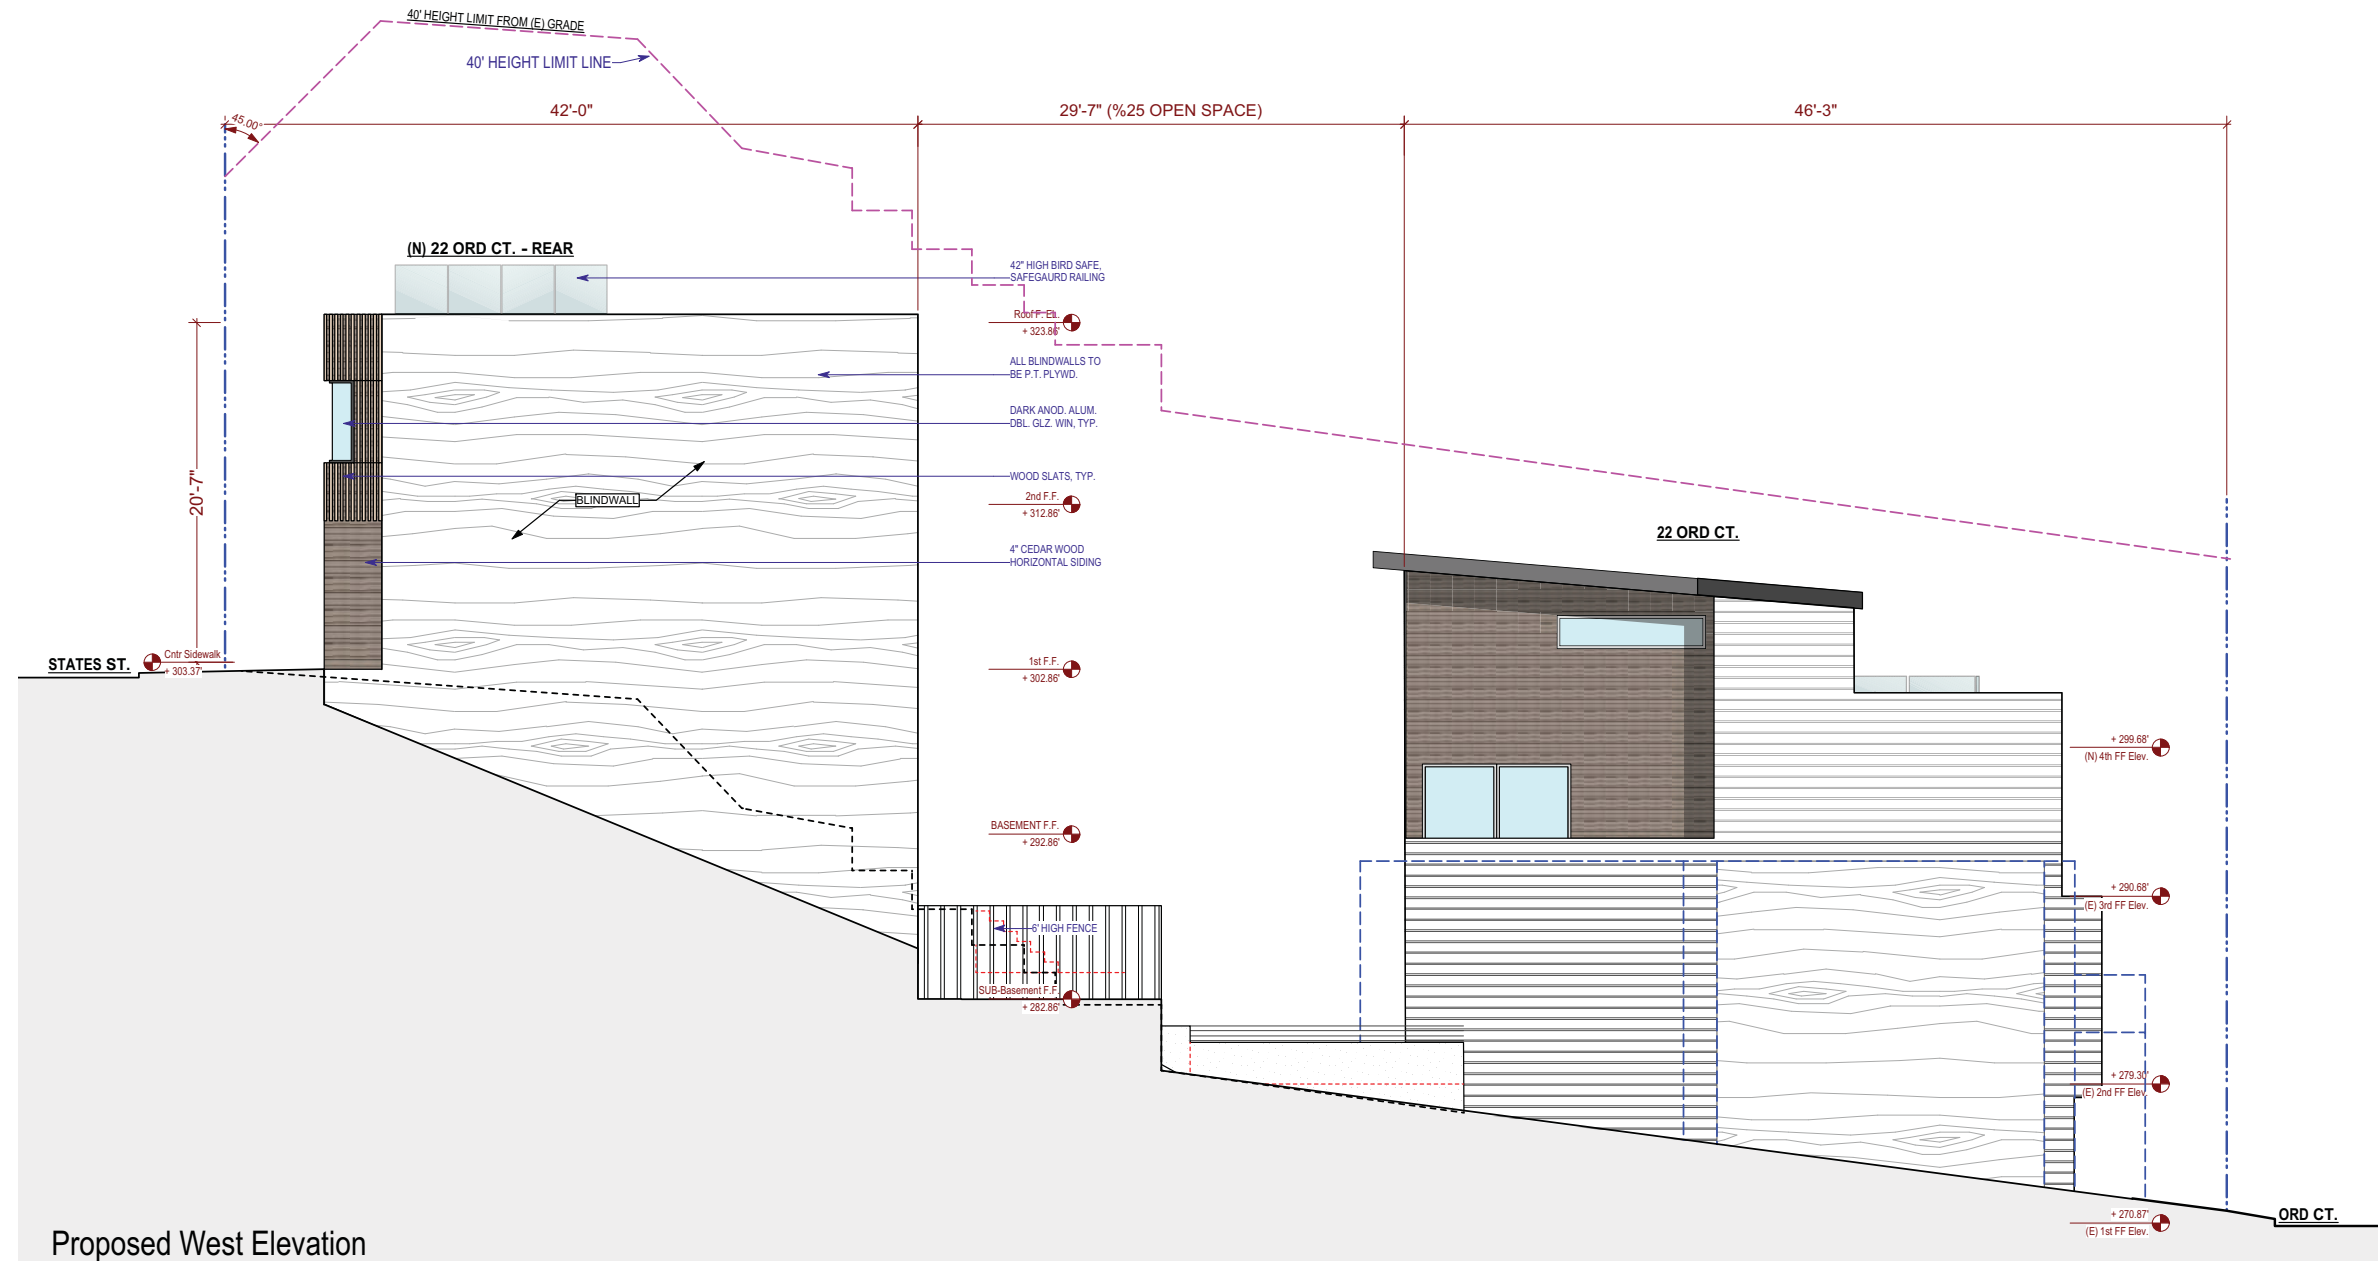 40' HEIGHT LIMIT FROM (E) GRADE
40' HEIGHT LIMIT LINE
45.00°
42'-0"
29'-7" (%25 OPEN SPACE)
46'-3"
(N) 22 ORD CT. - REAR
42" HIGH BIRD SAFE,
SAFEGAURD RAILING
Roof F. EL.
+ 323.86'
ALL BLINDWALLS TO
BE P.T. PLYWD.
DARK ANOD. ALUM.
DBL. GLZ. WIN, TYP.
WOOD SLATS, TYP.
20'-7"
BLINDWALL
2nd F.F.
+ 312.86'
22 ORD CT.
4" CEDAR WOOD
HORIZONTAL SIDING
STATES ST.
Cntr Sidewalk
+ 303.37'
1st F.F.
+ 302.86'
+ 299.68'
(N) 4th FF Elev.
BASEMENT F.F.
+ 292.86'
+ 290.68'
(E) 3rd FF Elev.
6' HIGH FENCE
SUB-Basement F.F.
+ 282.86'
+ 279.30'
(E) 2nd FF Elev.
+ 270.87'
(E) 1st FF Elev.
ORD CT.
Proposed West Elevation